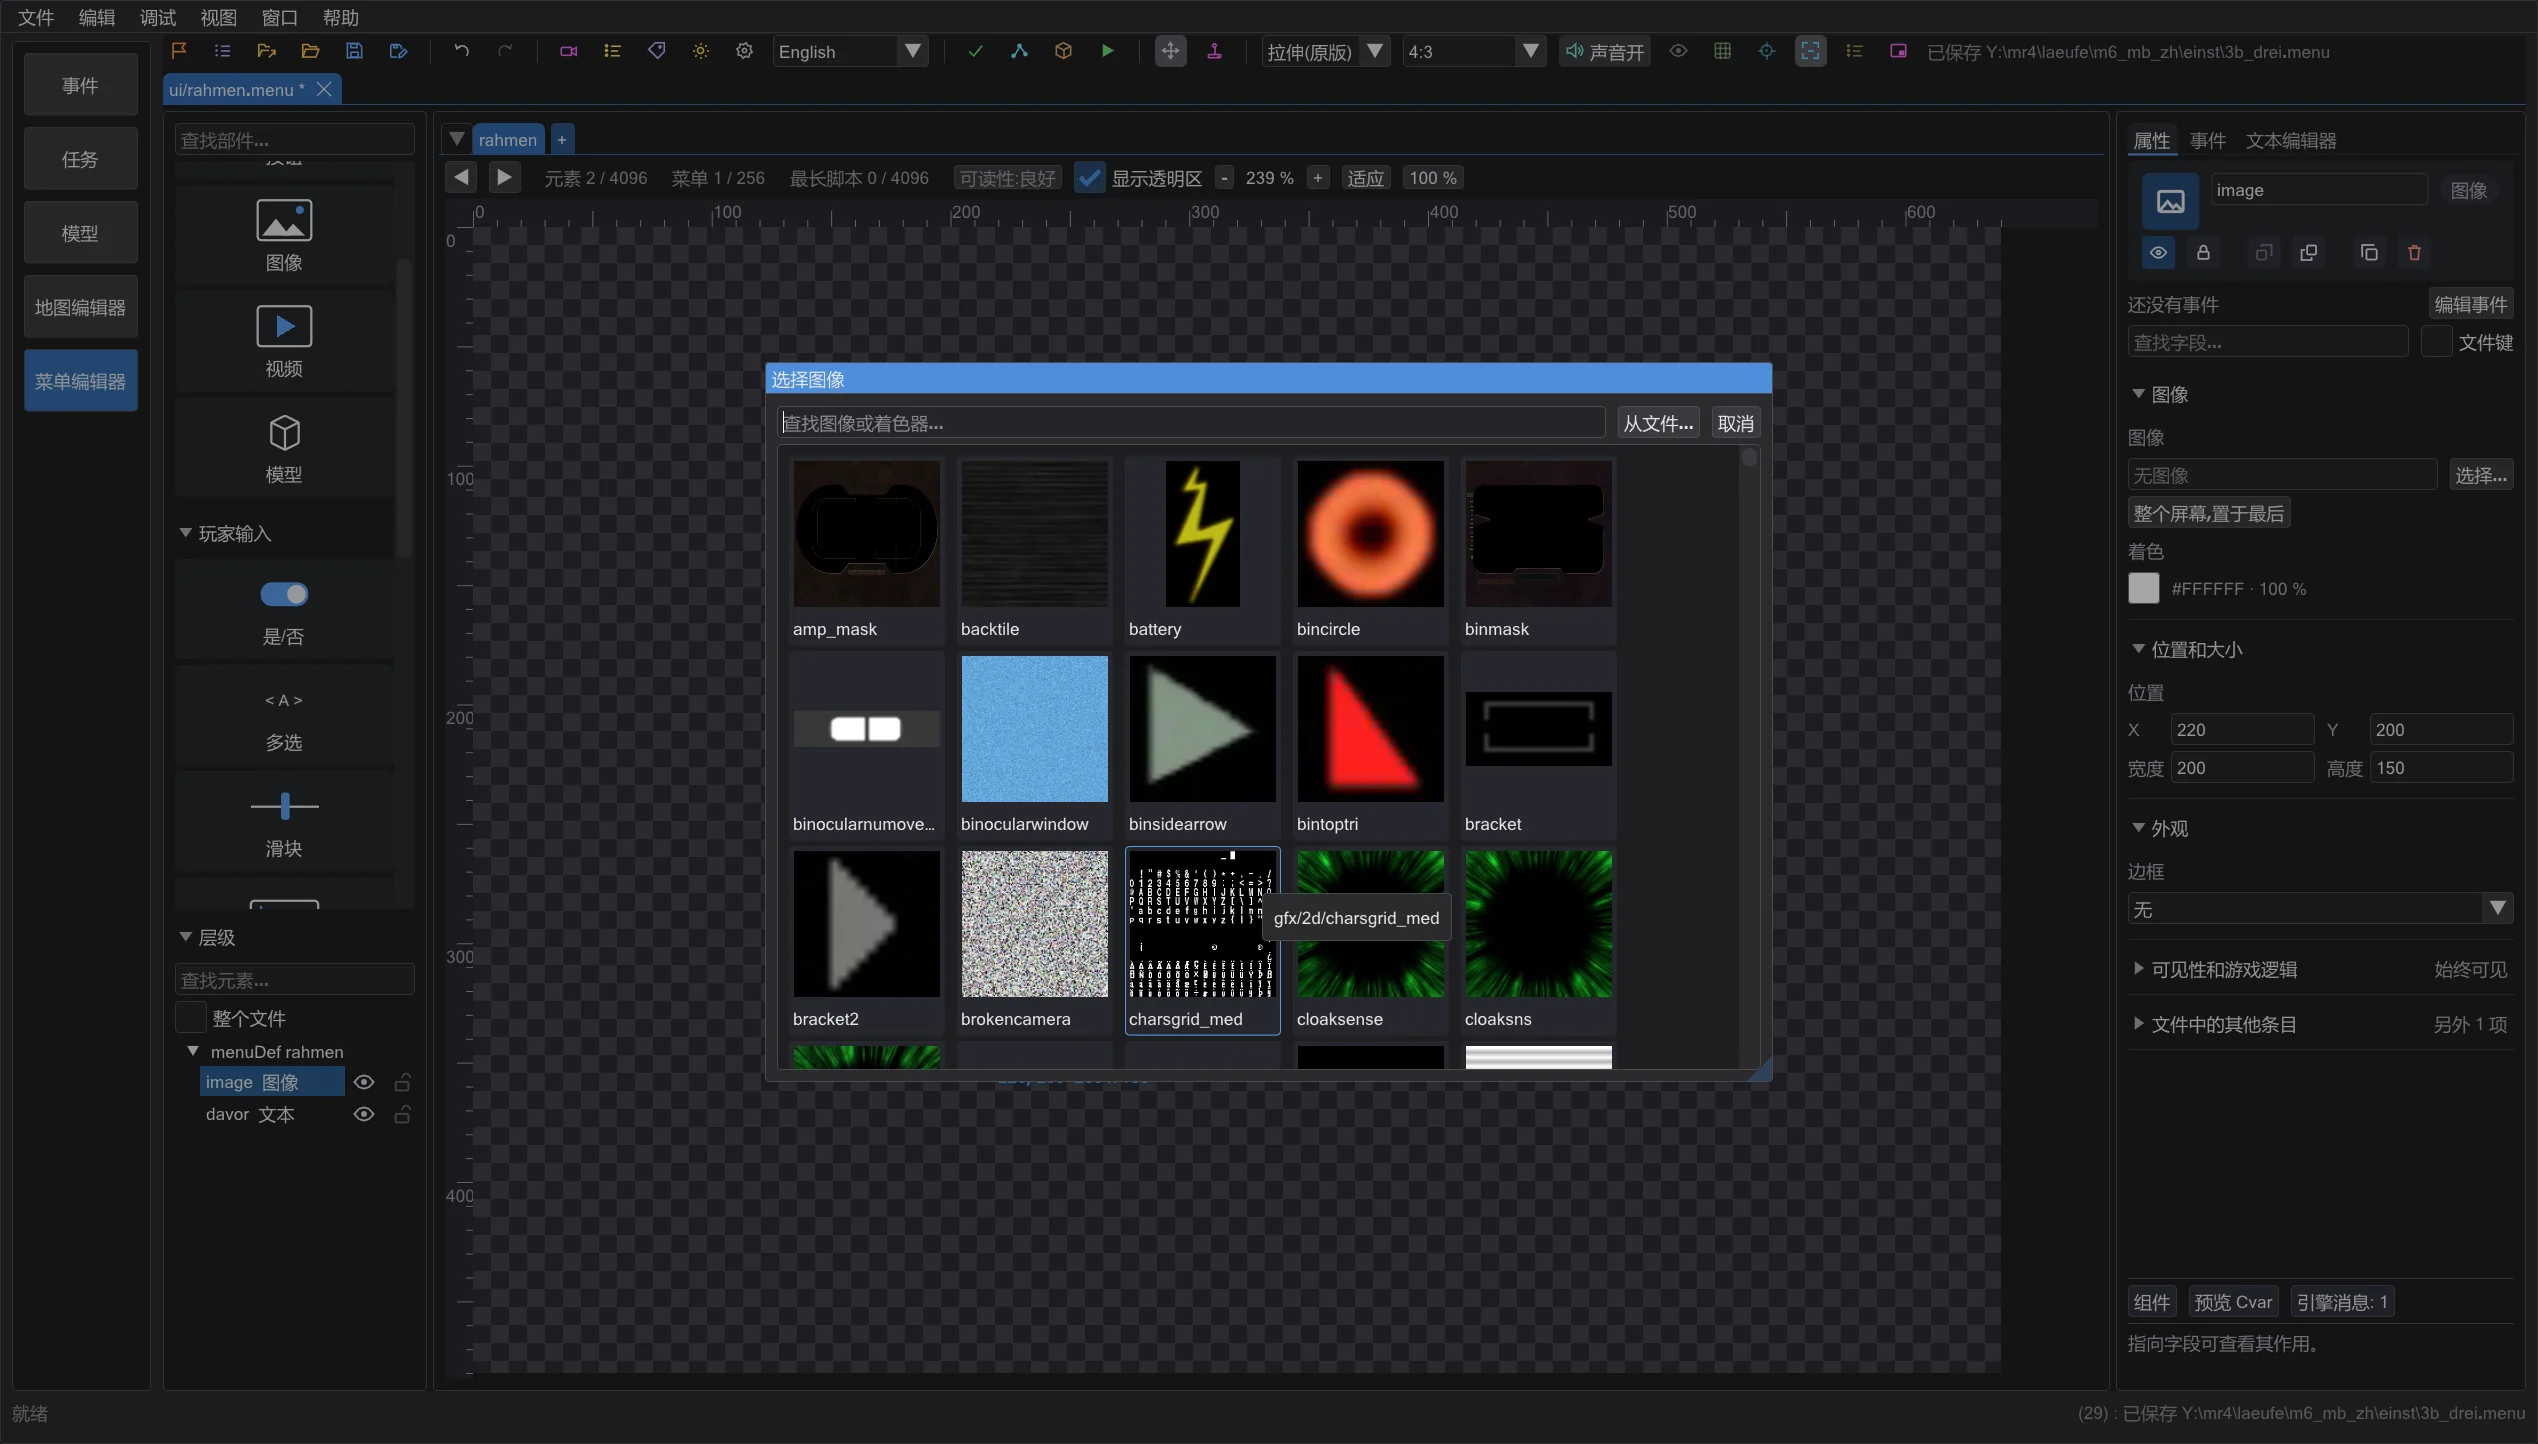 文件 编辑 调试 视图 窗口 帮助
English 拉伸(原版) 4:3 声音开 已保存 Y:\mr4\laeufe\m6_mb_zh\einst\3b_drei.menu
事件
任务
模型
地图编辑器
菜单编辑器
ui/rahmen.menu *
查找部件...
图像
视频
模型
玩家输入
是/否
< A >
多选
滑块
层级
查找元素...
整个文件
menuDef rahmen
image 图像
davor 文本
rahmen +
元素 2 / 4096 菜单 1 / 256 最长脚本 0 / 4096 可读性:良好 显示透明区 - 239 % + 适应 100 %
0 100 200 300 400 500 600
0
100
200
300
400
选择图像
查找图像或着色器... 从文件... 取消
amp_mask backtile battery bincircle binmask
binocularnumove... binocularwindow binsidearrow bintoptri bracket
gfx/2d/charsgrid_med
bracket2 brokencamera charsgrid_med cloaksense cloaksns
属性 事件 文本编辑器
image 图像
还没有事件 编辑事件
查找字段... 文件键
图像
图像
无图像 选择...
整个屏幕,置于最后
着色
#FFFFFF · 100 %
位置和大小
位置
X 220 Y 200
宽度 200 高度 150
外观
边框
无
可见性和游戏逻辑 始终可见
文件中的其他条目 另外 1 项
组件 预览 Cvar 引擎消息: 1
指向字段可查看其作用。
就绪 (29) : 已保存 Y:\mr4\laeufe\m6_mb_zh\einst\3b_drei.menu